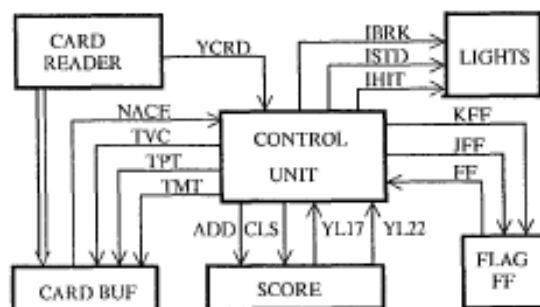 CARD
READER
YCRD
IBRK
ISTD
IHIT
LIGHTS
NACE
TVC
TPT
TMT
CONTROL
UNIT
KFF
JFF
FF
ADD
CLS
YL17
YL22
CARD BUF
SCORE
FLAG
FF